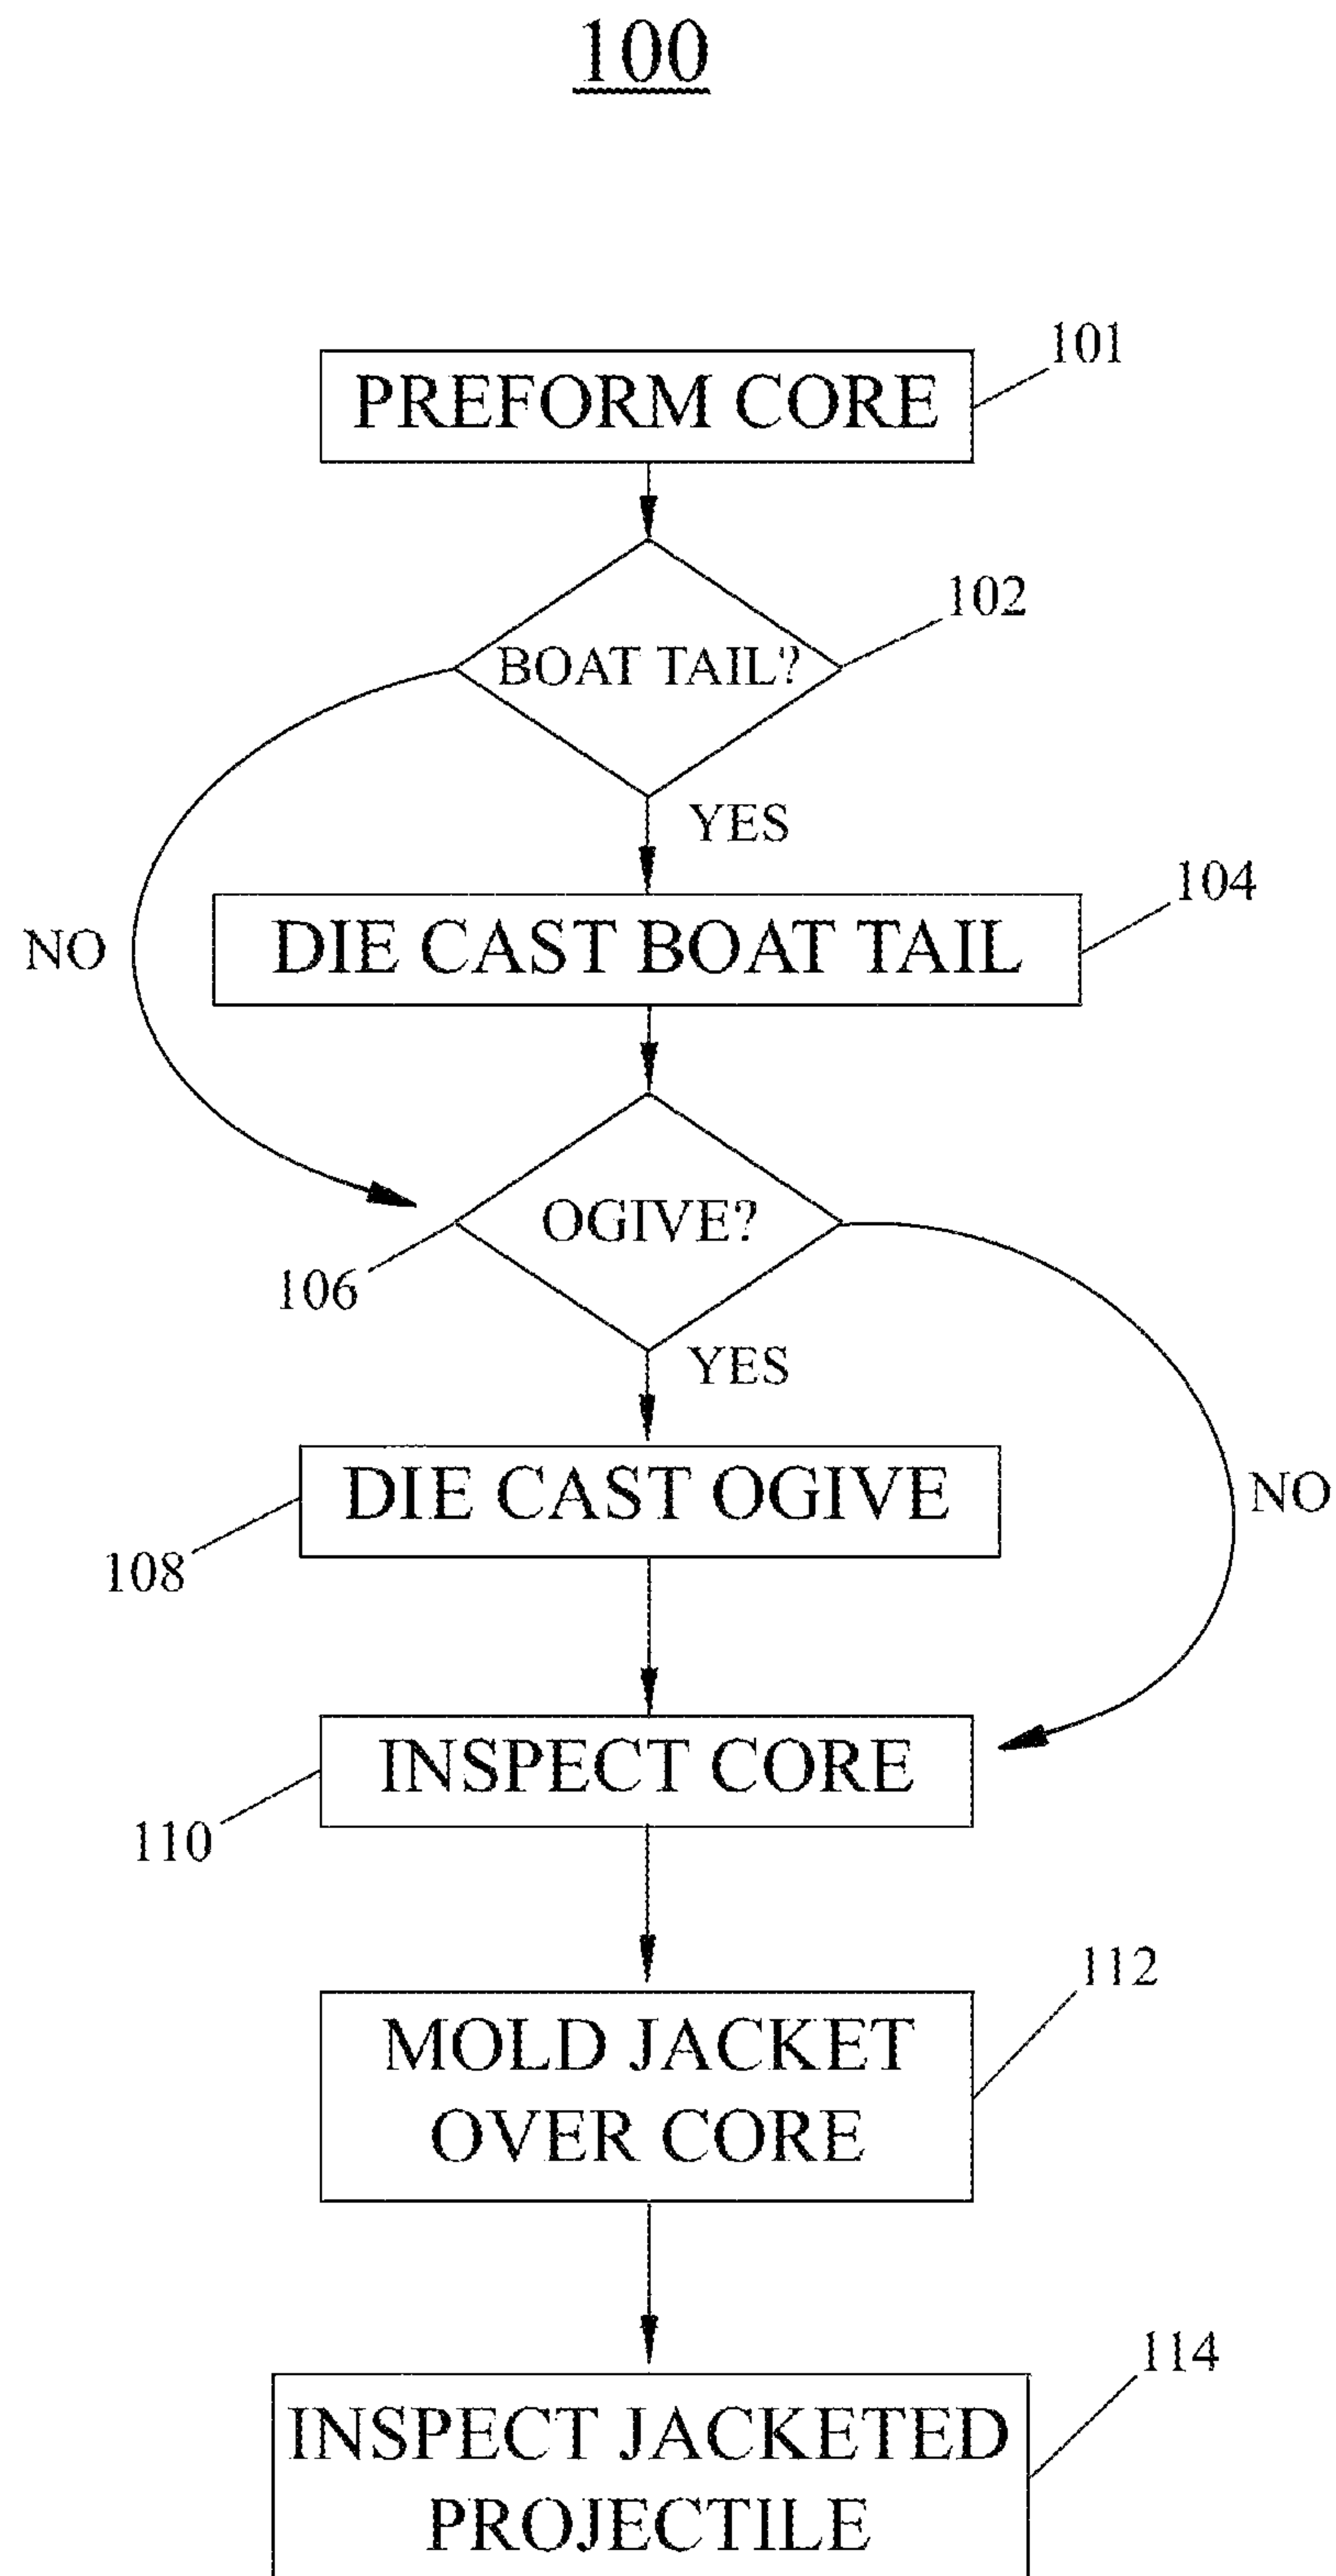 100
101
PREFORM CORE
102
BOAT TAIL?
YES
104
NO
DIE CAST BOAT TAIL
OGIVE?
106
YES
DIE CAST OGIVE
NO
108
INSPECT CORE
110
112
MOLD JACKET
OVER CORE
114
INSPECT JACKETED
PROJECTILE